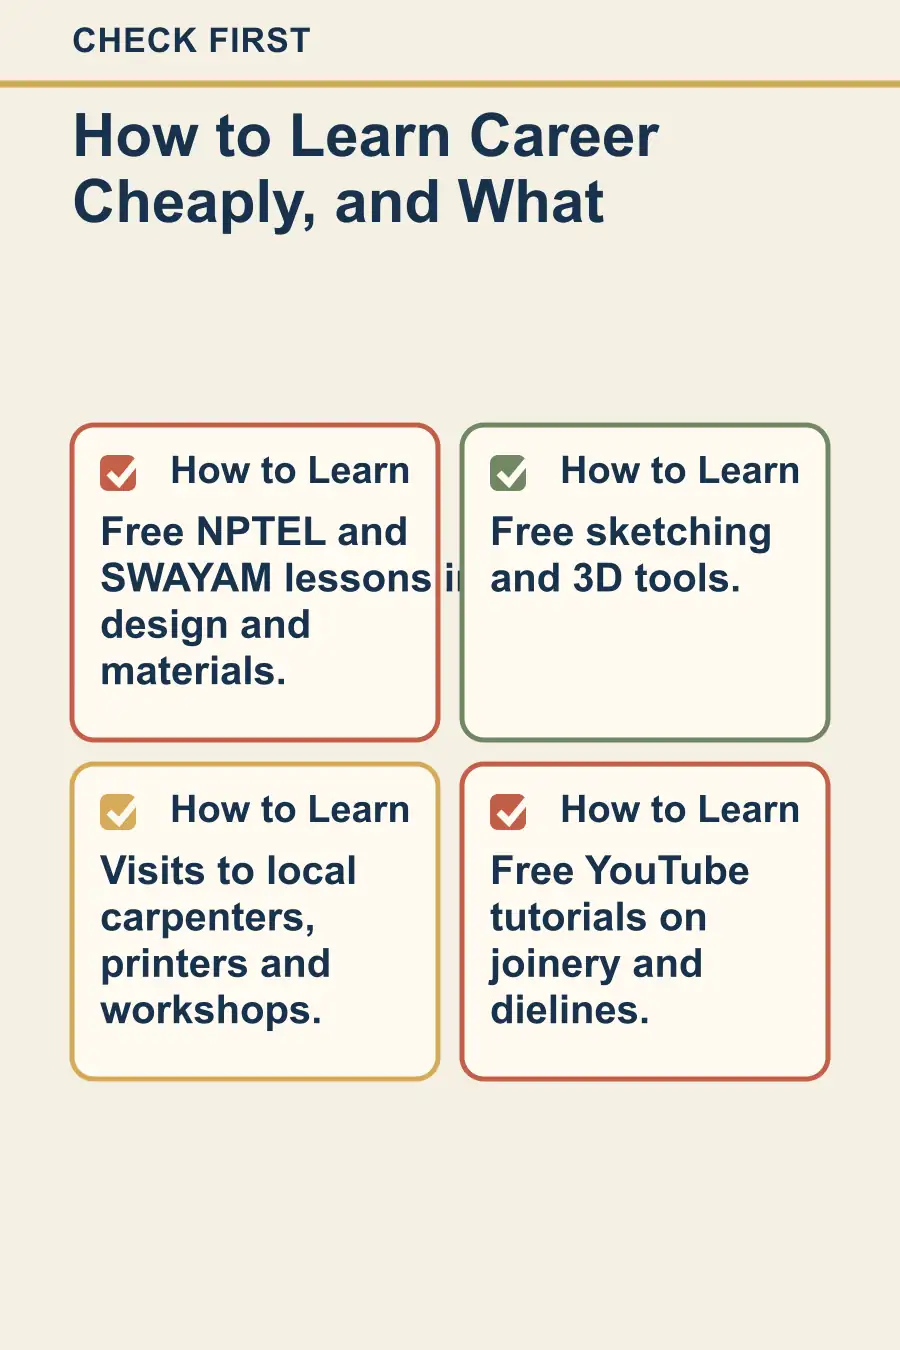 CHECK FIRST
How to Learn Career
Cheaply, and What
How to Learn
Free NPTEL and
SWAYAM lessons
design and
materials.
How to Learn
Free sketching
and 3D tools.
How to Learn
Visits to local
carpenters,
printers and
workshops.
How to Learn
Free YouTube
tutorials on
joinery and
dielines.